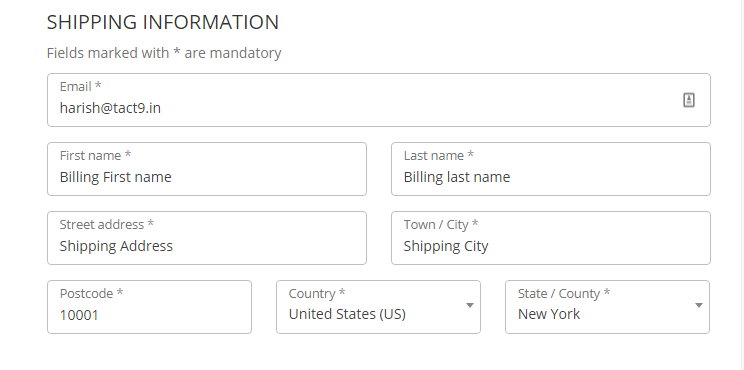 SHIPPING INFORMATION
Fields marked with * are mandatory
Email *
harish@tact9.in
First name *
Billing First name
Last name *
Billing last name
Street address *
Shipping Address
Town / City *
Shipping City
Postcode *
10001
Country *
United States (US)
State / County *
New York